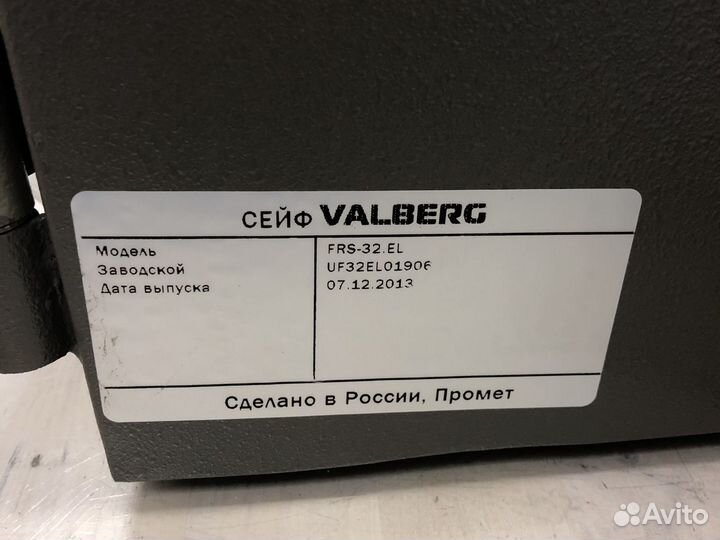 СЕЙФ VALBERG
Модель FRS-32.EL
Заводской UF32EL01906
Дата выпуска 07.12.2013
Сделано в России, Промет
Avito